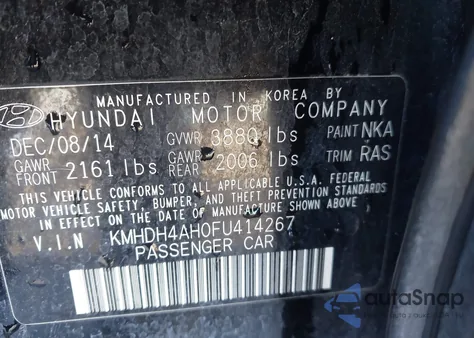 MANUFACTURED IN KOREA BY
HYUNDAI MOTOR COMPANY
DEC/08/14 GVWR 3880 lbs PAINT NKA
GAWR FRONT 2161 lbs GAWR REAR 2006 lbs TRIM RAS
THIS VEHICLE CONFORMS TO ALL APPLICABLE U.S.A. FEDERAL
MOTOR VEHICLE SAFETY, BUMPER, AND THEFT PREVENTION STANDARDS
IN EFFECT ON THE DATE OF MANUFACTURE SHOWN ABOVE.
V.I.N KMHDH4AH0FU414267
PASSENGER CAR
autaSnap